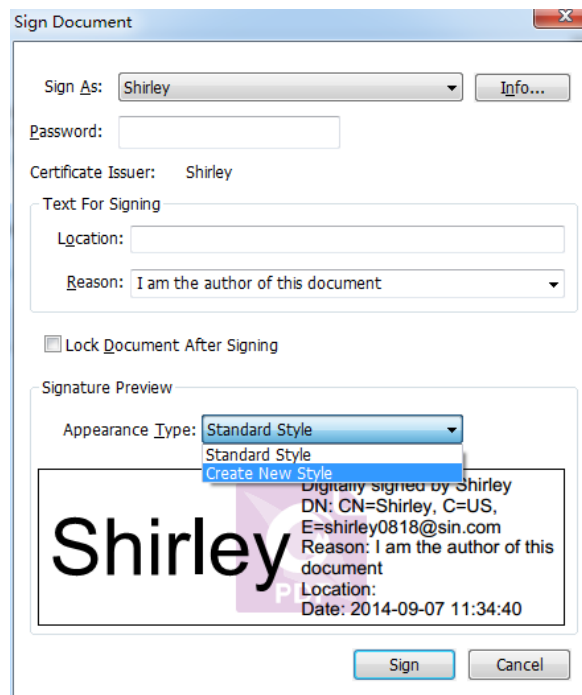 Sign Document
Sign As: Shirley Info...
Password:
Certificate Issuer: Shirley
Text For Signing
Location:
Reason: I am the author of this document
Lock Document After Signing
Signature Preview
Appearance Type: Standard Style
Standard Style
Create New Style
Shirley
Digitally signed by Shirley
DN: CN=Shirley, C=US,
E=shirley0818@sin.com
Reason: I am the author of this
document
Location:
Date: 2014-09-07 11:34:40
PDF
Sign Cancel